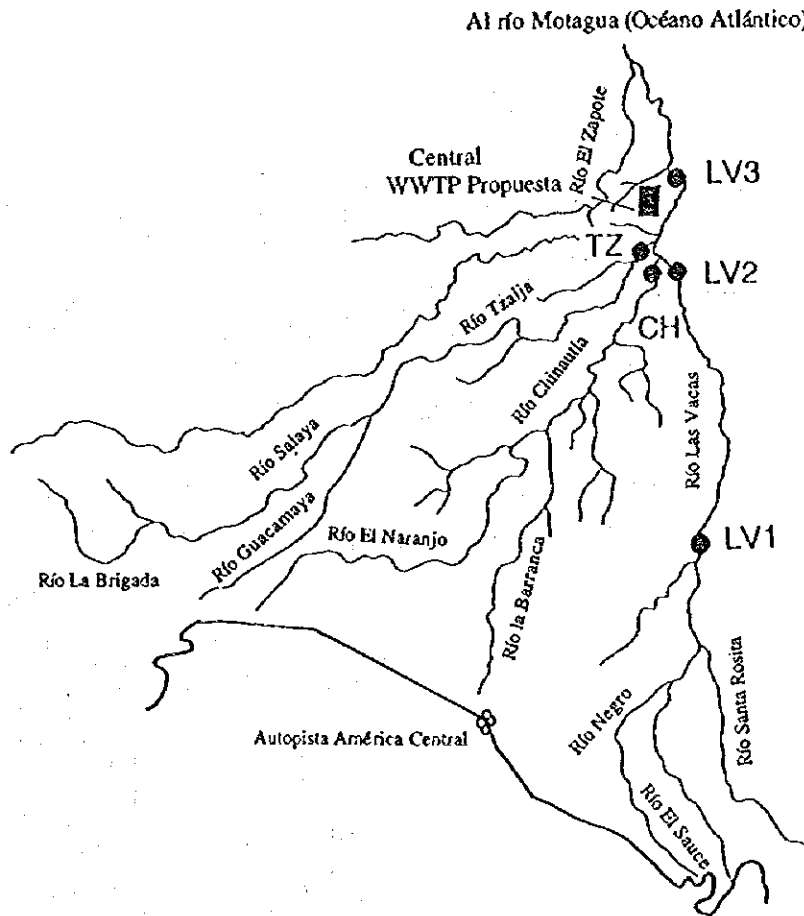 Al río Motagua (Océano Atlántico)
Río El Zapote
Central
WWTP Propuesta
LV3
TZ
LV2
Río Tzalja
CH
Río Chinautla
Río Las Vacas
Río Salaya
Río Guacamaya
Río El Naranjo
LV1
Río La Brigada
Río la Barranca
Río Negro
Río Santa Rosita
Autopista América Central
Río El Sauce